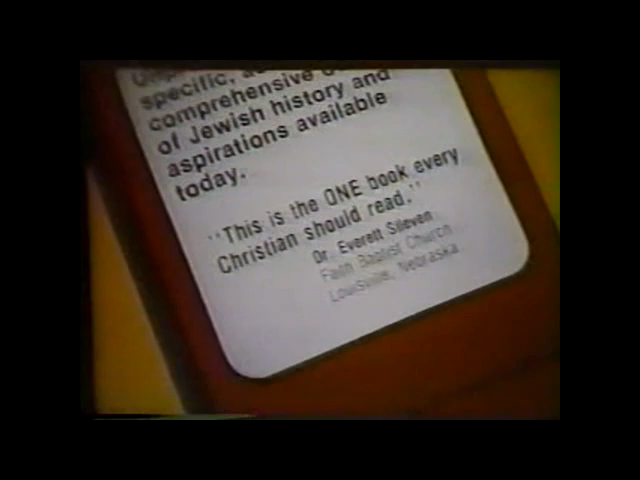 specific,
comprehensive
of Jewish history and
aspirations available
today.
"This is the ONE book every
Christian should read."
Dr. Everett Sileven
Faith Baptist Church
Louisville, Nebraska